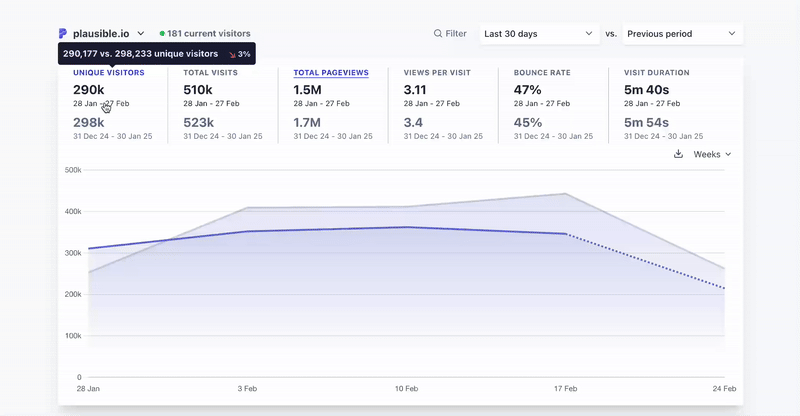 plausible.io
181 current visitors
Filter
Last 30 days
vs.
Previous period
290,177 vs. 298,233 unique visitors ↘ 3%
UNIQUE VISITORS
290k
28 Jan - 27 Feb
298k
31 Dec 24 - 30 Jan 25
TOTAL VISITS
510k
28 Jan - 27 Feb
523k
31 Dec 24 - 30 Jan 25
TOTAL PAGEVIEWS
1.5M
28 Jan - 27 Feb
1.7M
31 Dec 24 - 30 Jan 25
VIEWS PER VISIT
3.11
28 Jan - 27 Feb
3.4
31 Dec 24 - 30 Jan 25
BOUNCE RATE
47%
28 Jan - 27 Feb
45%
31 Dec 24 - 30 Jan 25
VISIT DURATION
5m 40s
28 Jan - 27 Feb
5m 54s
31 Dec 24 - 30 Jan 25
Weeks
500k
400k
300k
200k
100k
0
28 Jan
3 Feb
10 Feb
17 Feb
24 Feb